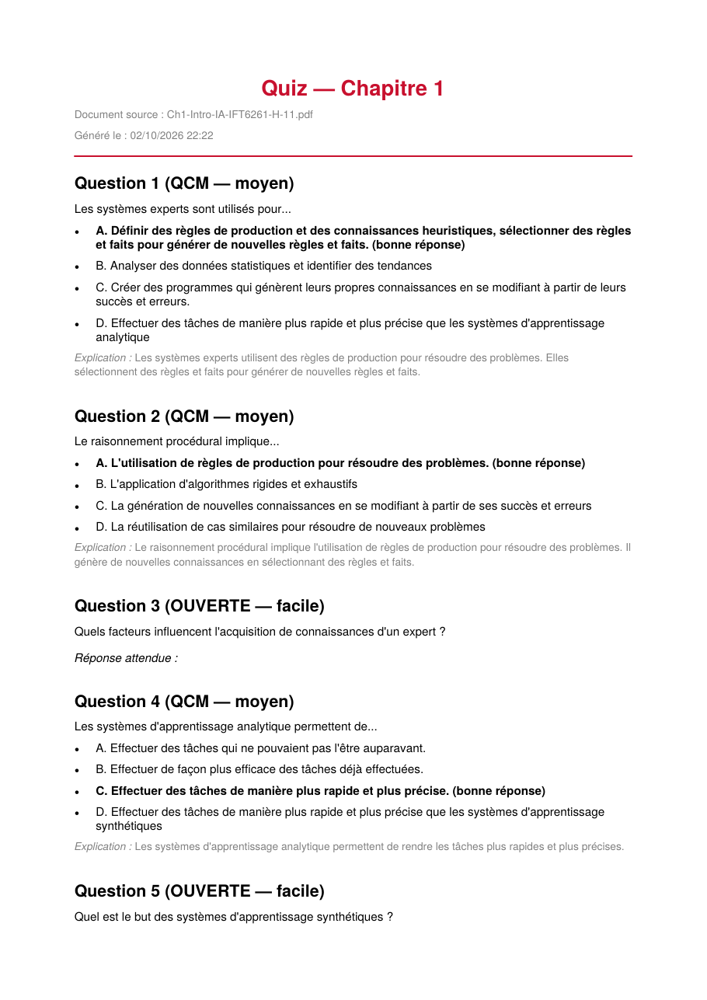 Quiz — Chapitre 1
Document source : Ch1-Intro-IA-IFT6261-H-11.pdf
Généré le : 02/10/2026 22:22
Question 1 (QCM — moyen)
Les systèmes experts sont utilisés pour...
• A. Définir des règles de production et des connaissances heuristiques, sélectionner des règles
et faits pour générer de nouvelles règles et faits. (bonne réponse)
• B. Analyser des données statistiques et identifier des tendances
• C. Créer des programmes qui génèrent leurs propres connaissances en se modifiant à partir de leurs
succès et erreurs.
• D. Effectuer des tâches de manière plus rapide et plus précise que les systèmes d'apprentissage
analytique
Explication : Les systèmes experts utilisent des règles de production pour résoudre des problèmes. Elles
sélectionnent des règles et faits pour générer de nouvelles règles et faits.
Question 2 (QCM — moyen)
Le raisonnement procédural implique...
• A. L'utilisation de règles de production pour résoudre des problèmes. (bonne réponse)
• B. L'application d'algorithmes rigides et exhaustifs
• C. La génération de nouvelles connaissances en se modifiant à partir de ses succès et erreurs
• D. La réutilisation de cas similaires pour résoudre de nouveaux problèmes
Explication : Le raisonnement procédural implique l'utilisation de règles de production pour résoudre des problèmes. Il
génère de nouvelles connaissances en sélectionnant des règles et faits.
Question 3 (OUVERTE — facile)
Quels facteurs influencent l'acquisition de connaissances d'un expert ?
Réponse attendue :
Question 4 (QCM — moyen)
Les systèmes d'apprentissage analytique permettent de...
• A. Effectuer des tâches qui ne pouvaient pas l'être auparavant.
• B. Effectuer de façon plus efficace des tâches déjà effectuées.
• C. Effectuer des tâches de manière plus rapide et plus précise. (bonne réponse)
• D. Effectuer des tâches de manière plus rapide et plus précise que les systèmes d'apprentissage
synthétiques
Explication : Les systèmes d'apprentissage analytique permettent de rendre les tâches plus rapides et plus précises.
Question 5 (OUVERTE — facile)
Quel est le but des systèmes d'apprentissage synthétiques ?